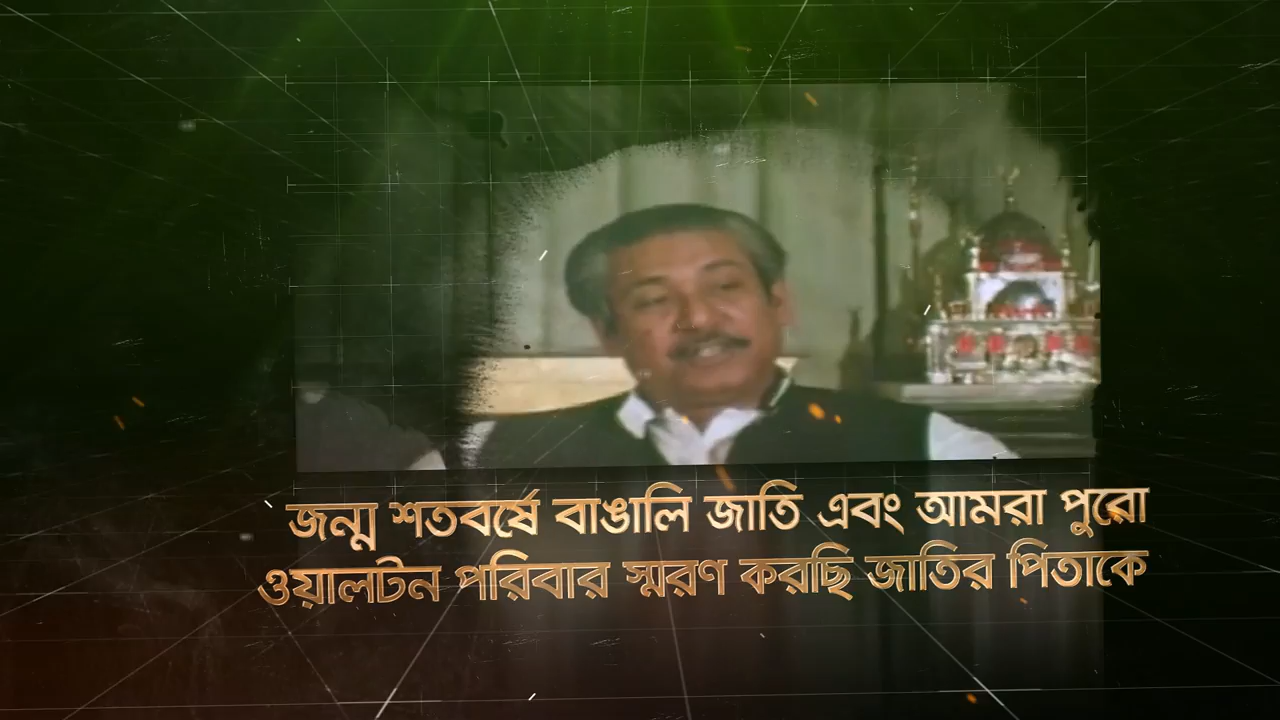 জন্ম শতবর্ষে বাঙালি জাতি এবং আমরা পুরো
ওয়ালটন পরিবার স্মরণ করছি জাতির পিতাকে